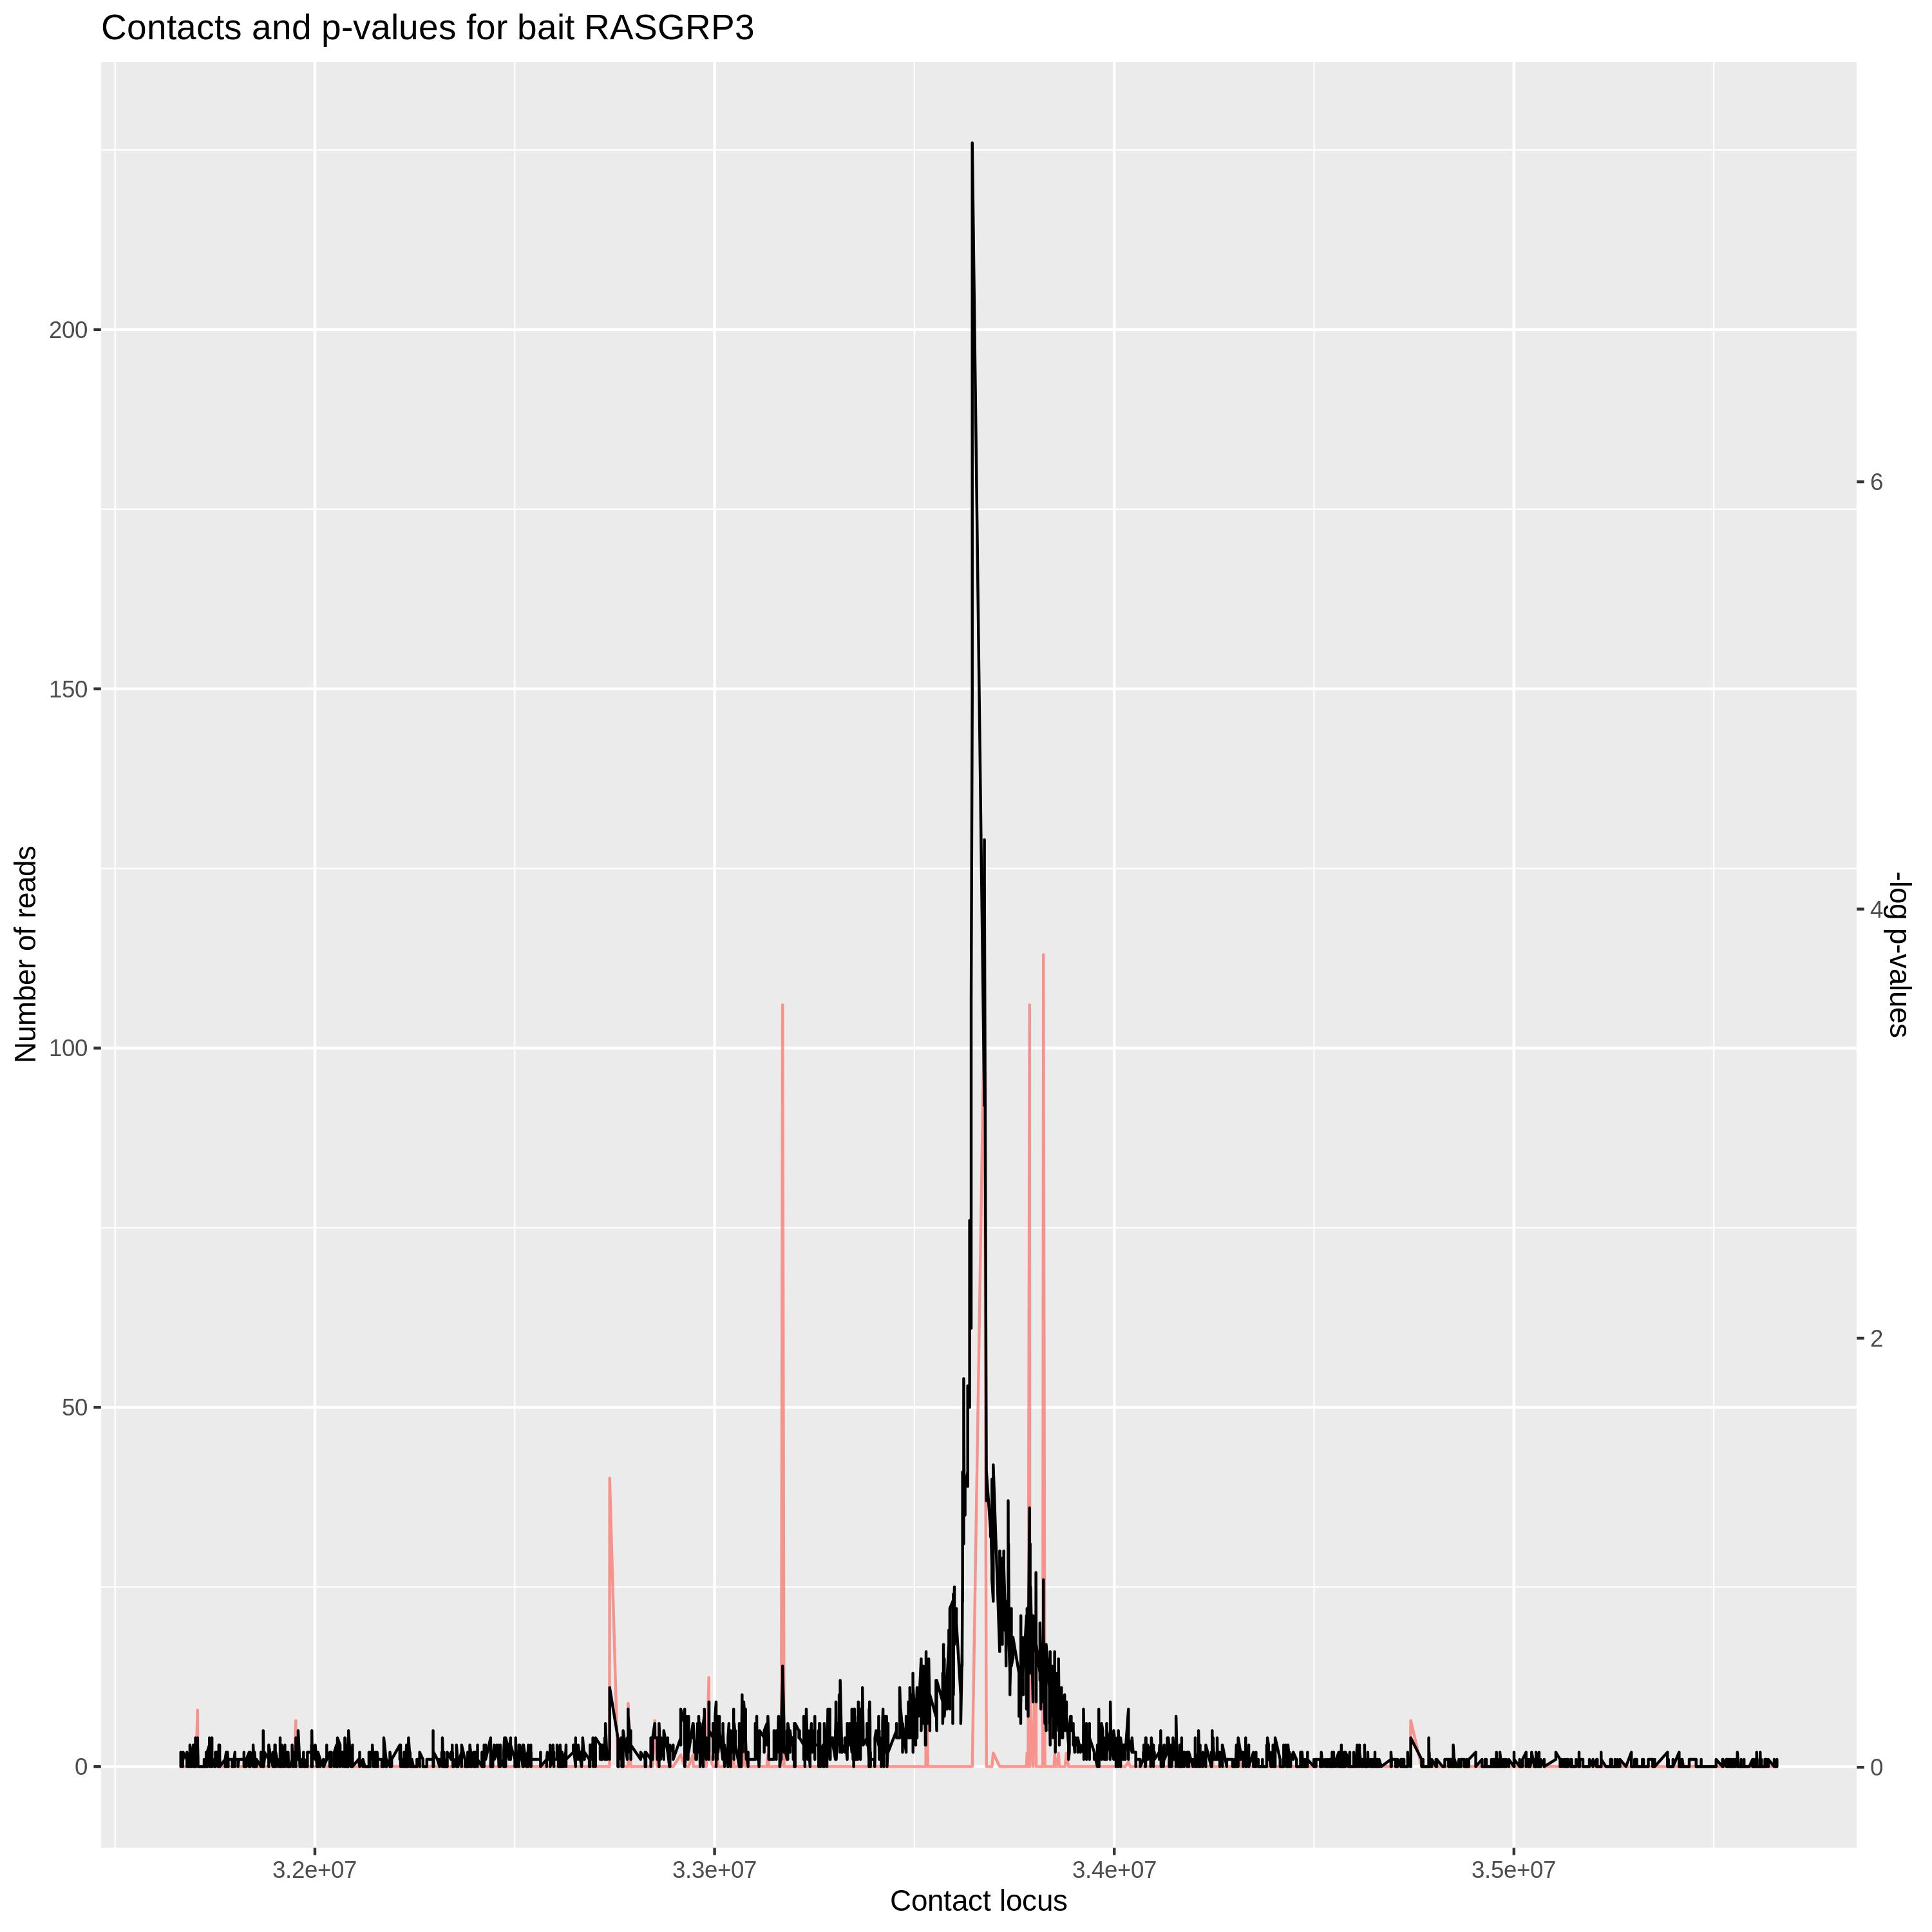 Contacts and p-values for bait RASGRP3
200
150
100
50
0
Number of reads
6
4
2
0
-log p-values
3.2e+07
3.3e+07
3.4e+07
3.5e+07
Contact locus